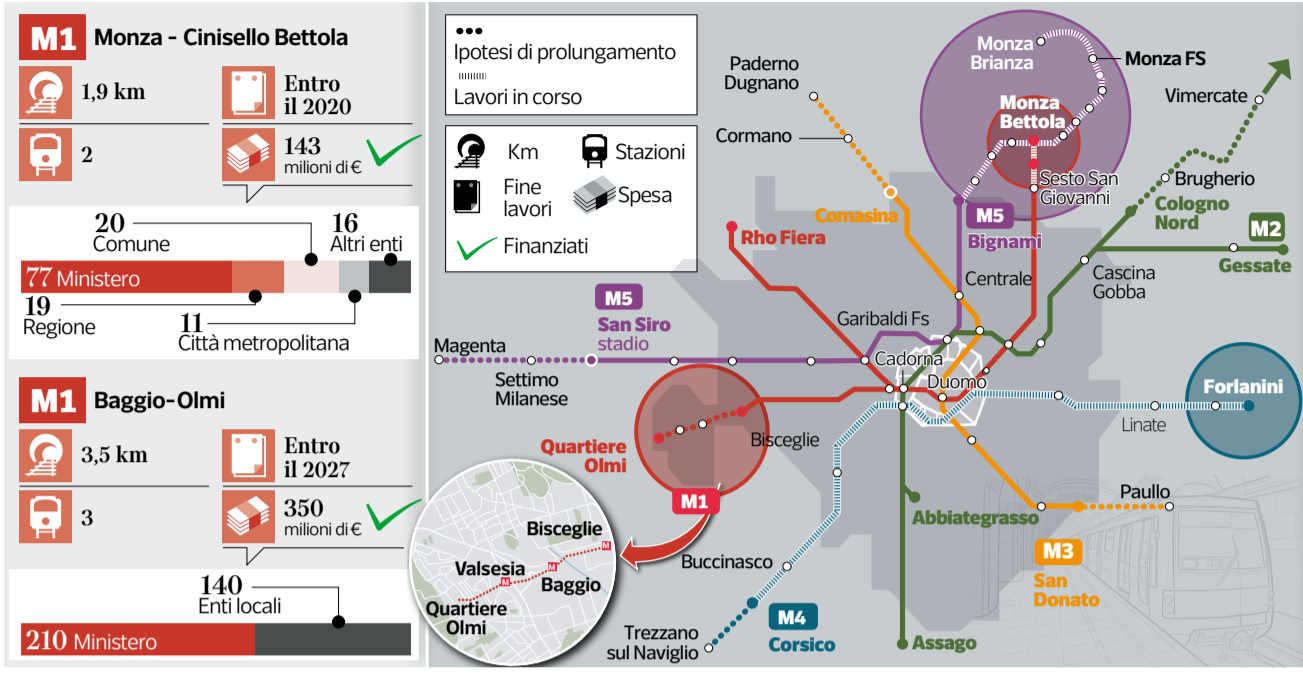 M1 Monza - Cinisello Bettola
1,9 km
Entro
il 2020
2
143
milioni di €
20
Comune
16
Altri enti
77 Ministero
19
Regione
11
Città metropolitana
M1 Baggio-Olmi
3,5 km
Entro
il 2027
3
350
milioni di €
140
Enti locali
210 Ministero
Ipotesi di prolungamento
Lavori in corso
Km
Stazioni
Fine
lavori
Spesa
Finanziati
Paderno
Dugnano
Cormano
Comasina
Monza
Brianza
Monza FS
Monza
Bettola
Sesto San
Giovanni
M5
Bignami
Vimercate
Brugherio
Cologno
Nord
M2
Gessate
Cascina
Gobba
Rho Fiera
Centrale
Garibaldi Fs
M5
San Siro
stadio
Magenta
Settimo
Milanese
Cadorna
Duomo
Forlanini
Linate
Quartiere
Olmi
Bisceglie
M1
Bisceglie
Valsesia
Baggio
Quartiere
Olmi
Abbiategrasso
Paullo
M3
San
Donato
Buccinasco
M4
Corsico
Trezzano
sul Naviglio
Assago
M
M
M